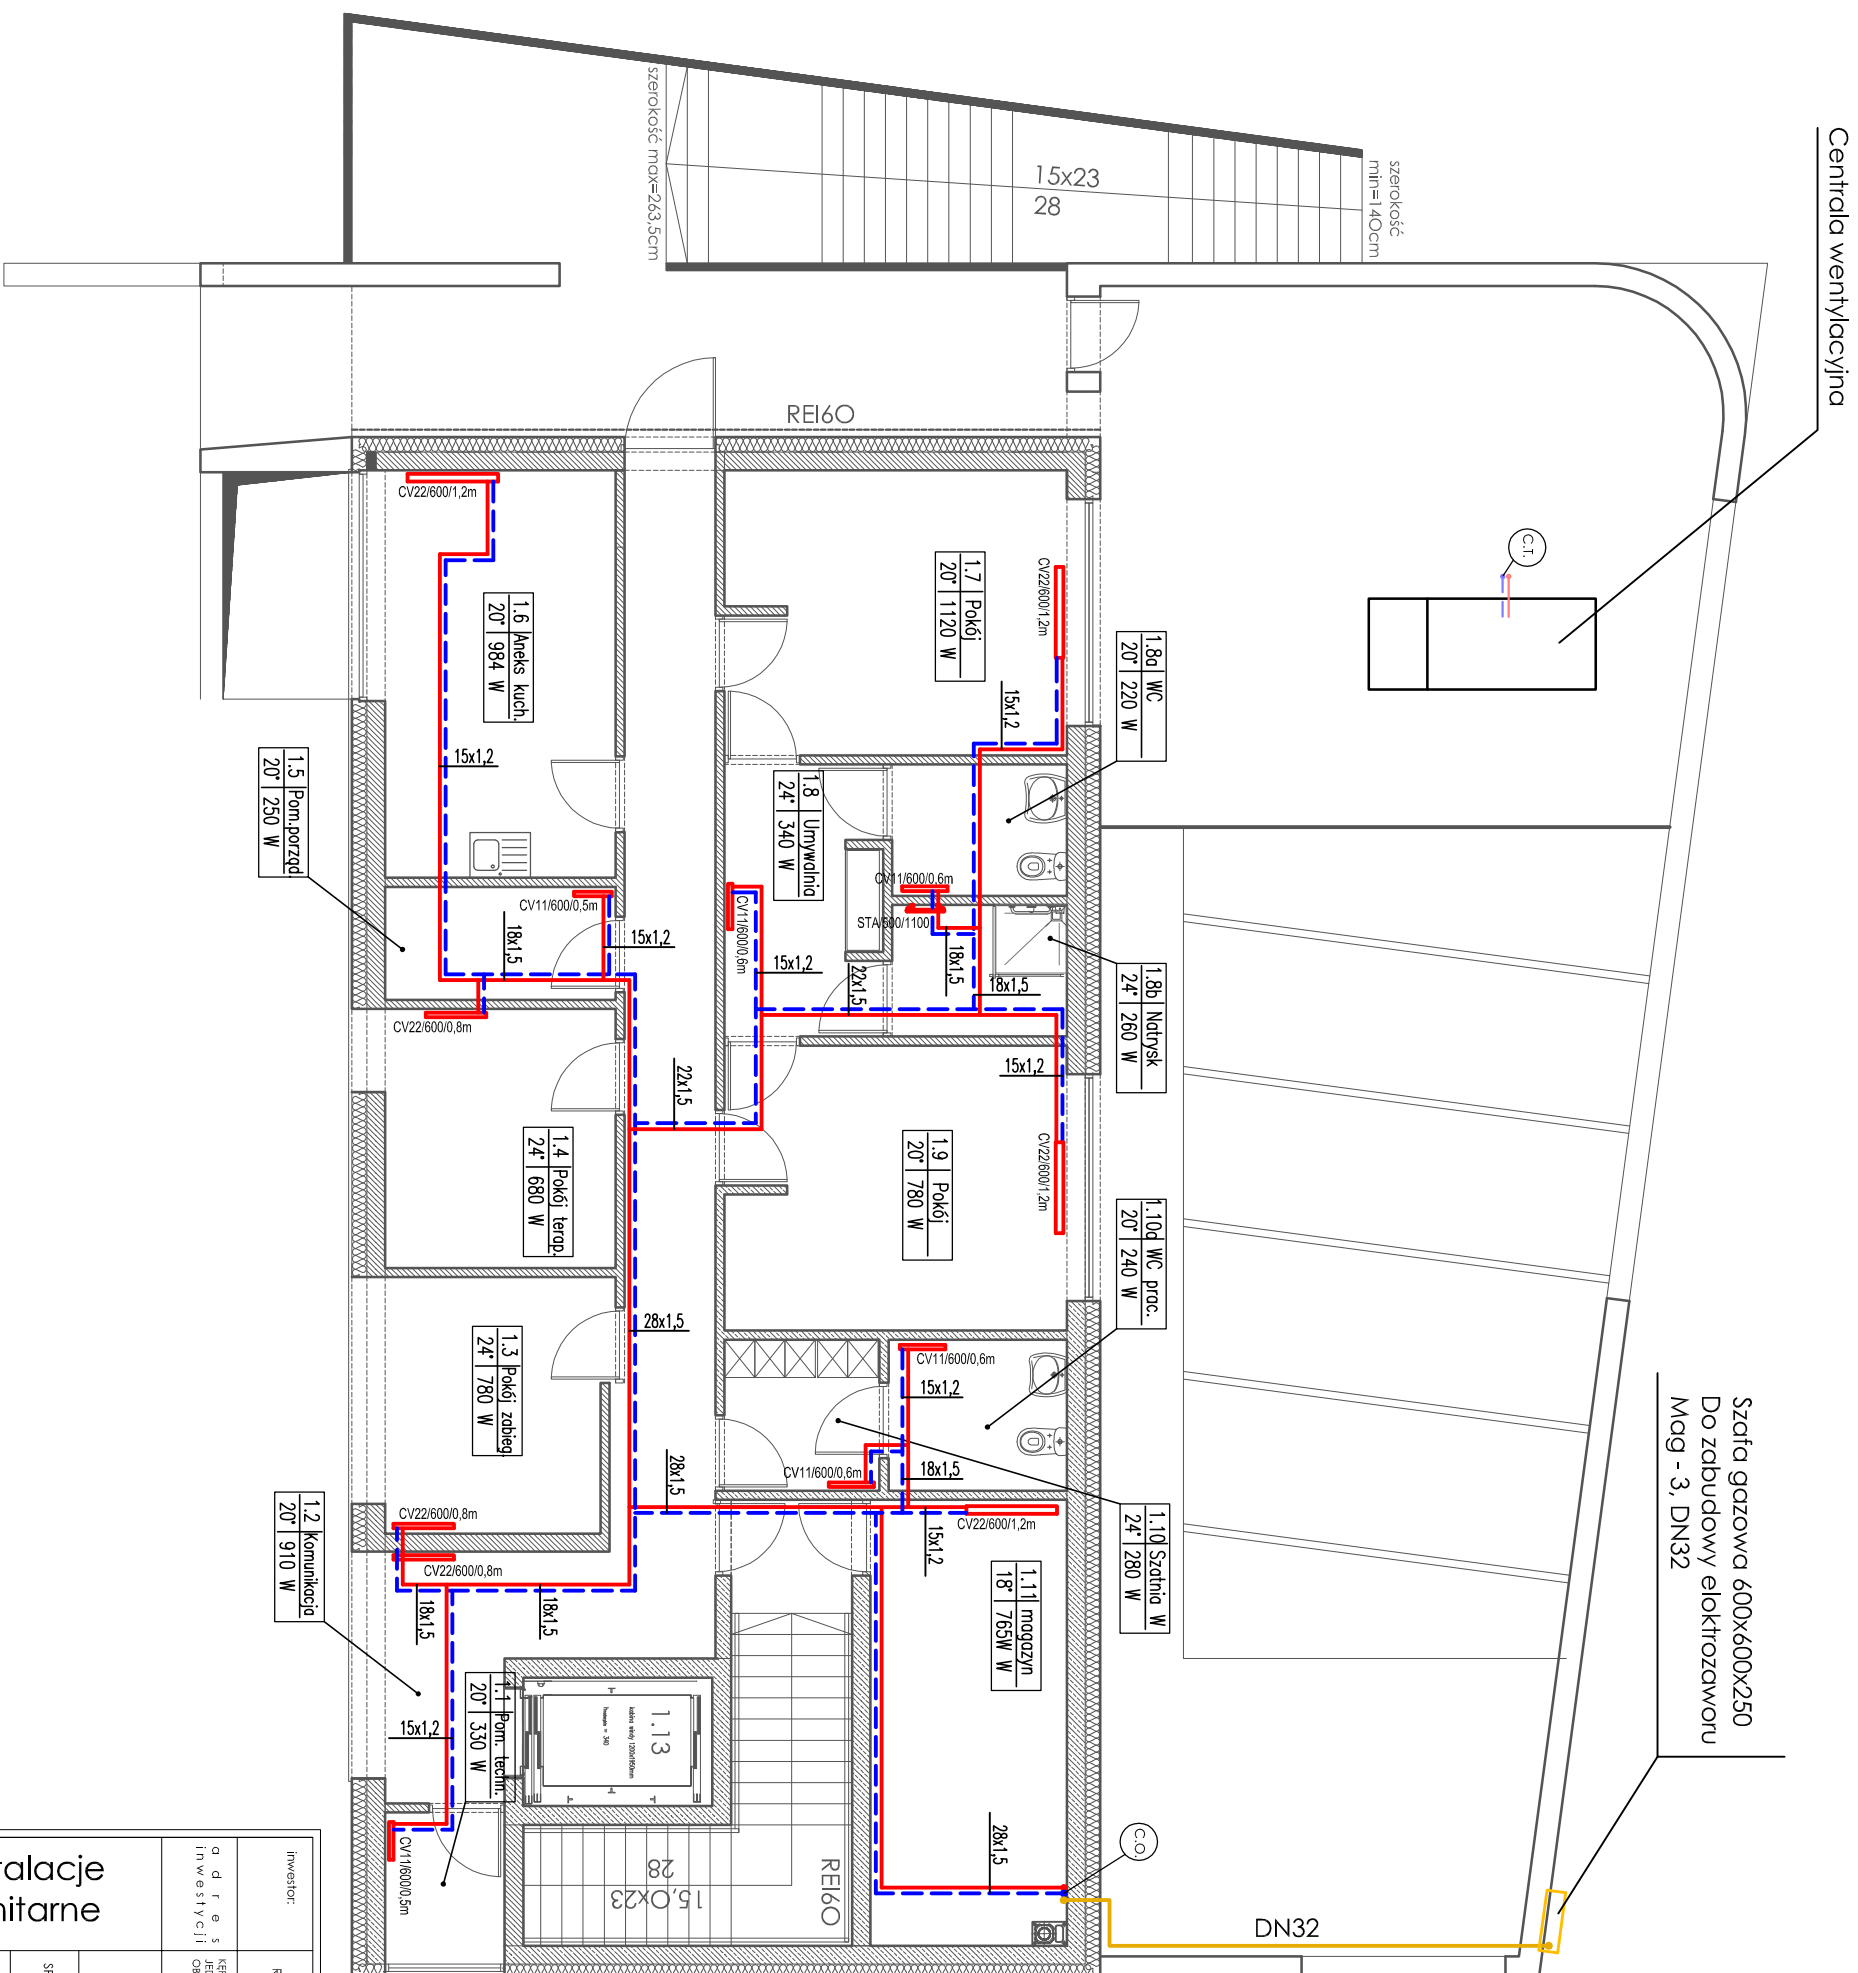 Centrala wentylacyjna
szerokość
min=140cm
15x23
28
szerokość max=263,5cm
REI60
C.T.
CV22/600/1,2m
CV22/600/1,2m
1.7 Pokój
20° 1120 W
1.6 Aneks kuch.
20° 984 W
1.8a WC
20° 220 W
15x1,2
15x1,2
1.5 Pom.porząd.
20° 250 W
1.8 Umywalnia
24° 340 W
CV11/600/0,6m
STA/500/1100
CV11/600/0,5m
CV11/600/0,6m
15x1,2
18x1,5
15x1,2
22x1,5
18x1,5
18x1,5
1.8b Natrysk
24° 260 W
CV22/600/0,8m
22x1,5
15x1,2
1.4 Pokój terap.
24° 680 W
1.9 Pokój
20° 780 W
CV22/600/1,2m
1.10a WC prac.
20° 240 W
28x1,5
1.3 Pokój zabieg.
24° 780 W
CV11/600/0,6m
15x1,2
18x1,5
CV11/600/0,6m
28x1,5
CV22/600/0,8m
CV22/600/0,8m
CV22/600/1,2m
15x1,2
1.10 Szatnia W
24° 280 W
1.2 Komunikacja
20° 910 W
18x1,5
18x1,5
1.11 magazyn
18° 765W W
Szafa gazowa 600x600x250
Do zabudowy elektrozaworu
Mag - 3, DN32
15x1,2
1.1 Pom. techn.
20° 330 W
1.13
kabina windy 1200x1950mm
28x1,5
C.O.
CV11/600/0,5m
15,0x23
28
REI60
DN32
inwestor:
adres
inwestycji
talacje
nitarne